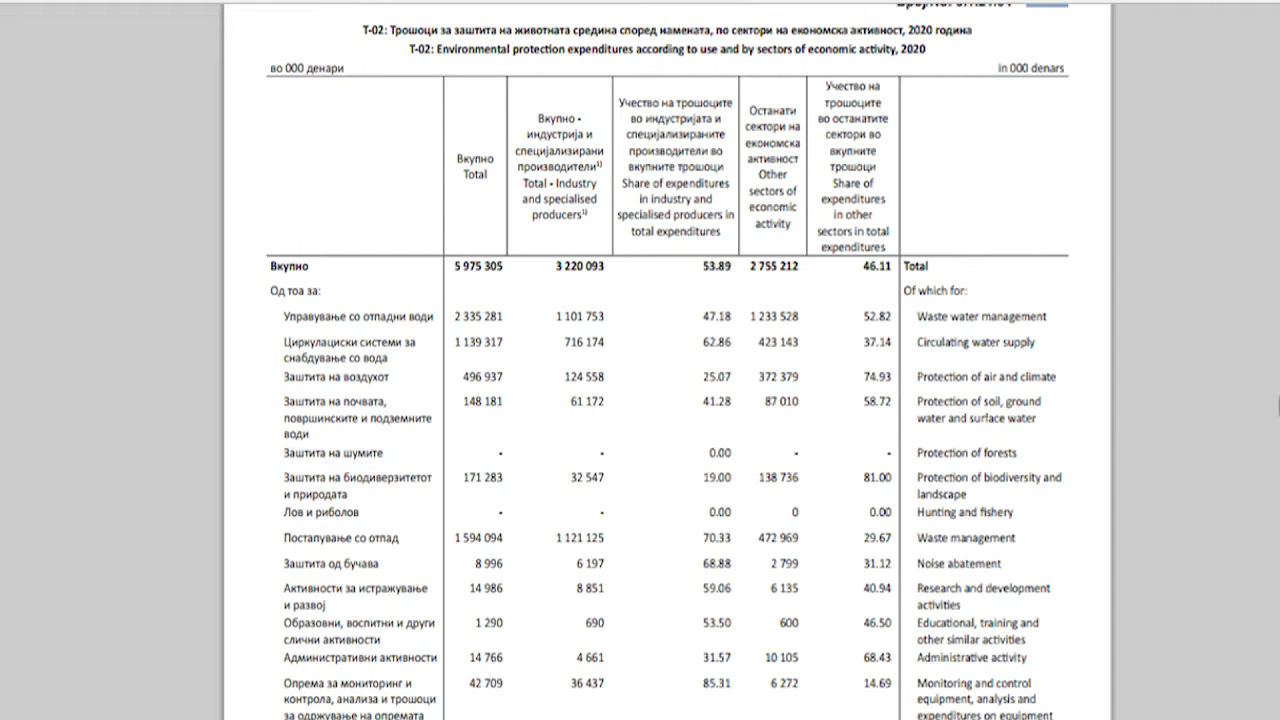 Т-02: Трошоци за заштита на животната средина според намената, по сектори на економска активност, 2020 година
T-02: Environmental protection expenditures according to use and by sectors of economic activity, 2020
во 000 денари in 000 denars
Вкупно
Total
Вкупно -
индустрија и
специјализирани
производители¹⁾
Total - Industry
and specialised
producers¹⁾
Учество на трошоците
во индустријата и
специјализираните
производители во
вкупните трошоци
Share of expenditures
in industry and
specialised producers in
total expenditures
Останати
сектори на
економска
активност
Other
sectors of
economic
activity
Учество на
трошоците
во останатите
сектори во
вкупните
трошоци
Share of
expenditures
in other
sectors in total
expenditures
Вкупно 5 975 305 3 220 093 53.89 2 755 212 46.11 Total
Од тоа за: Of which for:
Управување со отпадни води 2 335 281 1 101 753 47.18 1 233 528 52.82 Waste water management
Циркулациски системи за 1 139 317 716 174 62.86 423 143 37.14 Circulating water supply
снабдување со вода
Заштита на воздухот 496 937 124 558 25.07 372 379 74.93 Protection of air and climate
Заштита на почвата, 148 181 61 172 41.28 87 010 58.72 Protection of soil, ground
површинските и подземните water and surface water
води
Заштита на шумите - - 0.00 - - Protection of forests
Заштита на биодиверзитетот 171 283 32 547 19.00 138 736 81.00 Protection of biodiversity and
и природата landscape
Лов и риболов - - 0.00 0 0.00 Hunting and fishery
Постапување со отпад 1 594 094 1 121 125 70.33 472 969 29.67 Waste management
Заштита од бучава 8 996 6 197 68.88 2 799 31.12 Noise abatement
Активности за истражување 14 986 8 851 59.06 6 135 40.94 Research and development
и развој activities
Образовни, воспитни и други 1 290 690 53.50 600 46.50 Educational, training and
слични активности other similar activities
Административни активности 14 766 4 661 31.57 10 105 68.43 Administrative activity
Опрема за мониторинг и 42 709 36 437 85.31 6 272 14.69 Monitoring and control
контрола, анализа и трошоци equipment, analysis and
за одржување на опремата expenditures on equipment